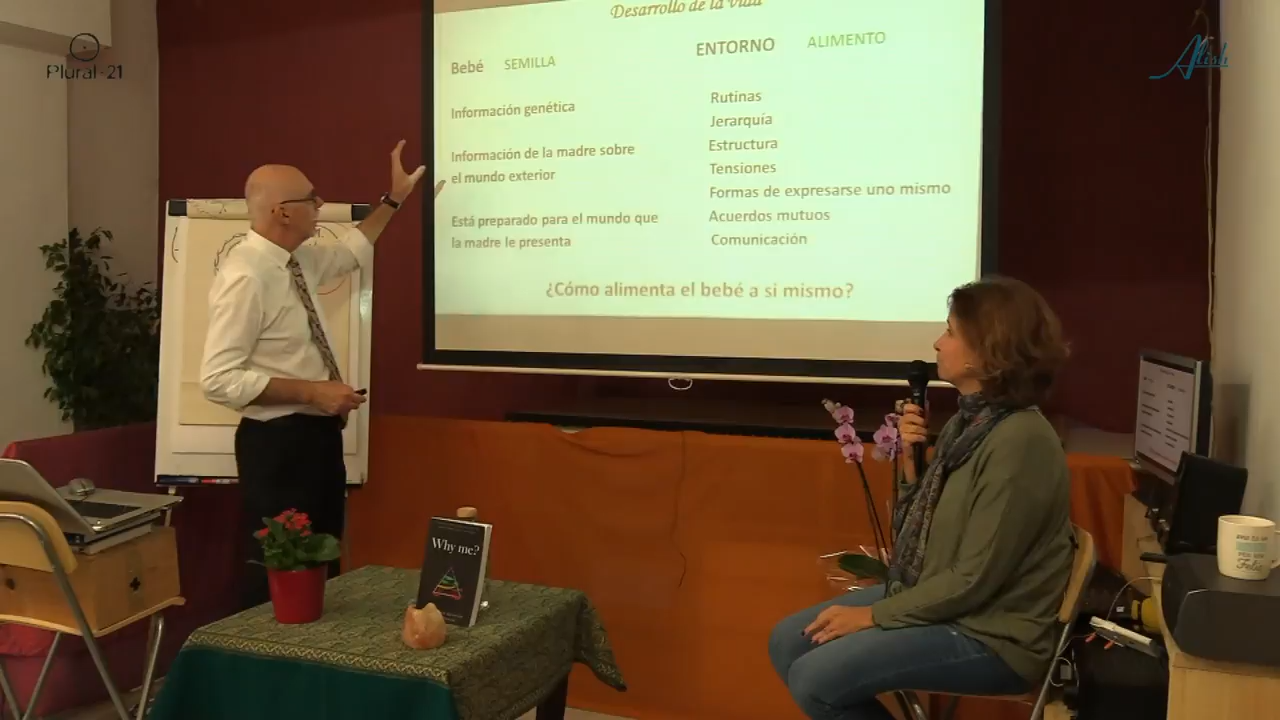 Desarrollo de la vida
Plural-21
Alish
Bebé SEMILLA
ENTORNO ALIMENTO
Información genética
Información de la madre sobre
el mundo exterior
Está preparado para el mundo que
la madre le presenta
Rutinas
Jerarquía
Estructura
Tensiones
Formas de expresarse uno mismo
Acuerdos mutuos
Comunicación
¿Cómo alimenta el bebé a si mismo?
Why me?
Feliz